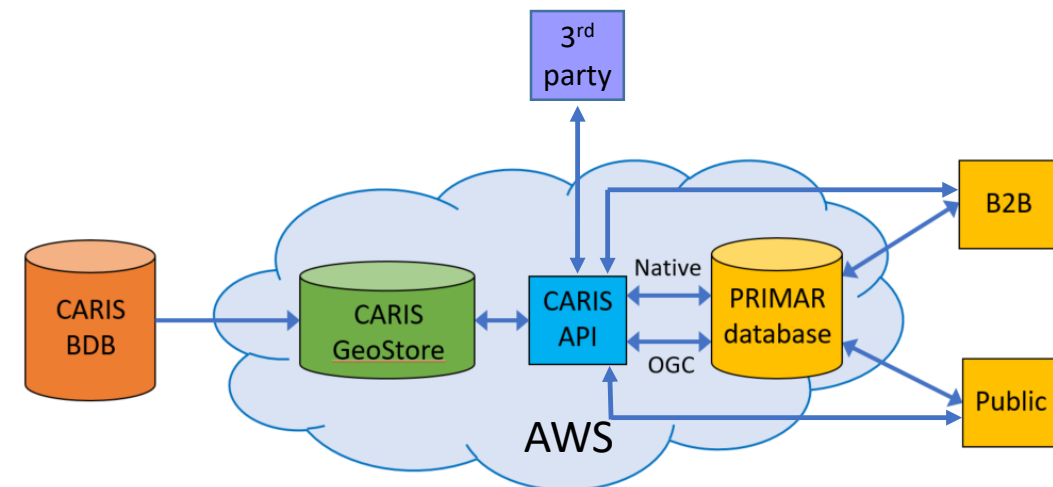 3rd
party
B2B
Native
CARIS
BDB
CARIS
GeoStore
CARIS
API
PRIMAR
database
OGC
Public
AWS